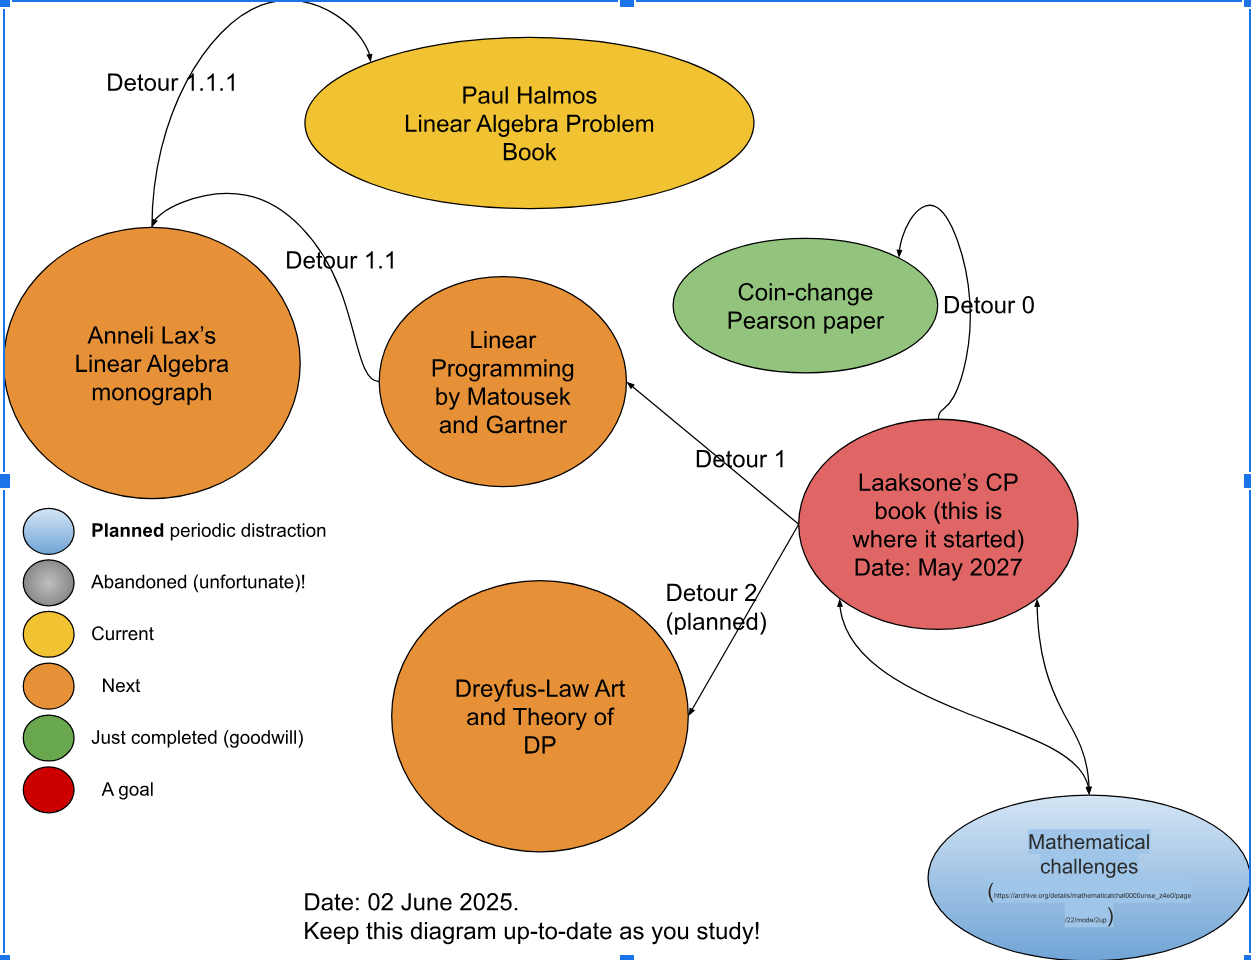 Detour 1.1.1
Paul Halmos
Linear Algebra Problem
Book
Detour 1.1
Anneli Lax’s
Linear Algebra
monograph
Linear
Programming
by Matousek
and Gartner
Coin-change
Pearson paper
Detour 0
Detour 1
Laaksone’s CP
book (this is
where it started)
Date: May 2027
Detour 2
(planned)
Dreyfus-Law Art
and Theory of
DP
Planned periodic distraction
Abandoned (unfortunate)!
Current
Next
Just completed (goodwill)
A goal
Mathematical
challenges
(https://archive.org/details/mathematicalchal0000unse_z4e0/page
/22/mode/2up)
Date: 02 June 2025.
Keep this diagram up-to-date as you study!